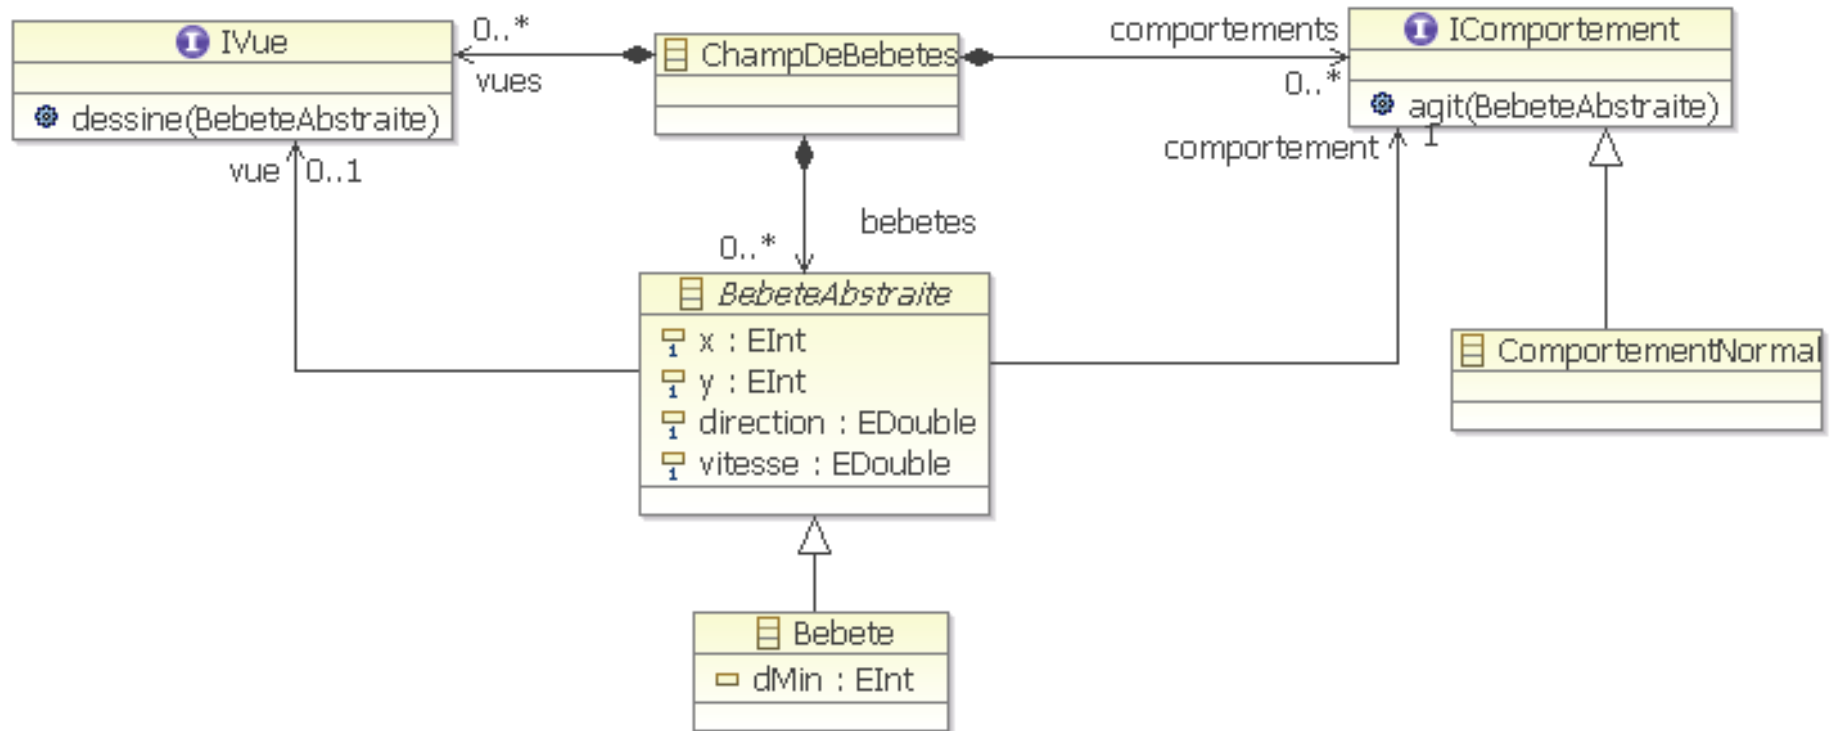 IVue
dessine(BebeteAbstraite)
0..*
vues
ChampDeBebetes
comportements
0..*
IComportement
agit(BebeteAbstraite)
vue
0..1
comportement
1
bebetes
0..*
BebeteAbstraite
x : EInt
y : EInt
direction : EDouble
vitesse : EDouble
ComportementNormal
Bebete
dMin : EInt